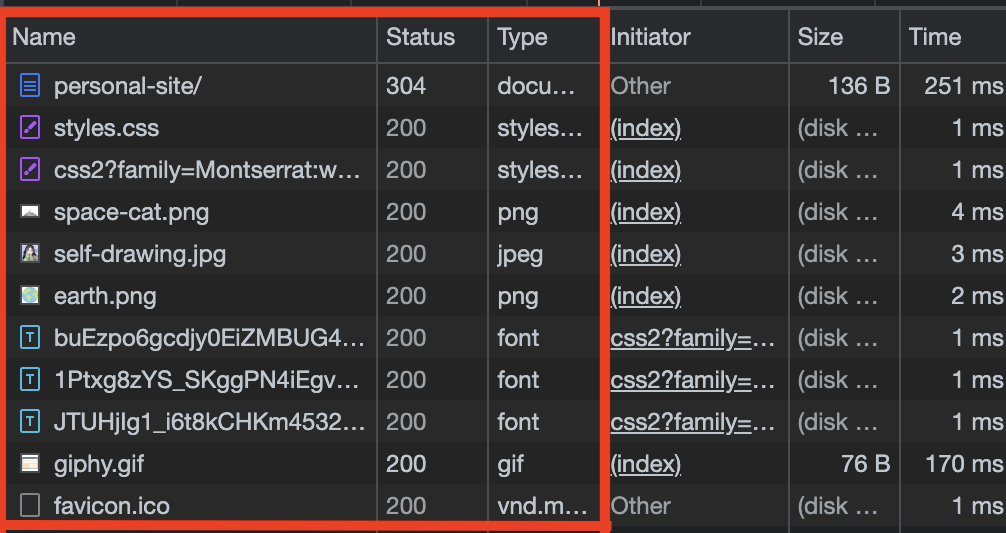 Name Status Type Initiator Size Time
personal-site/ 304 docu... Other 136 B 251 ms
styles.css 200 styles... (index) (disk ... 1 ms
css2?family=Montserrat:w... 200 styles... (index) (disk ... 1 ms
space-cat.png 200 png (index) (disk ... 4 ms
self-drawing.jpg 200 jpeg (index) (disk ... 3 ms
earth.png 200 png (index) (disk ... 2 ms
buEzpo6gcdjy0EiZMBUG4... 200 font css2?family=... (disk ... 1 ms
1Ptxg8zYS_SKggPN4iEgv... 200 font css2?family=... (disk ... 1 ms
JTUHjIg1_i6t8kCHKm4532... 200 font css2?family=... (disk ... 1 ms
giphy.gif 200 gif (index) 76 B 170 ms
favicon.ico 200 vnd.m... Other (disk ... 1 ms